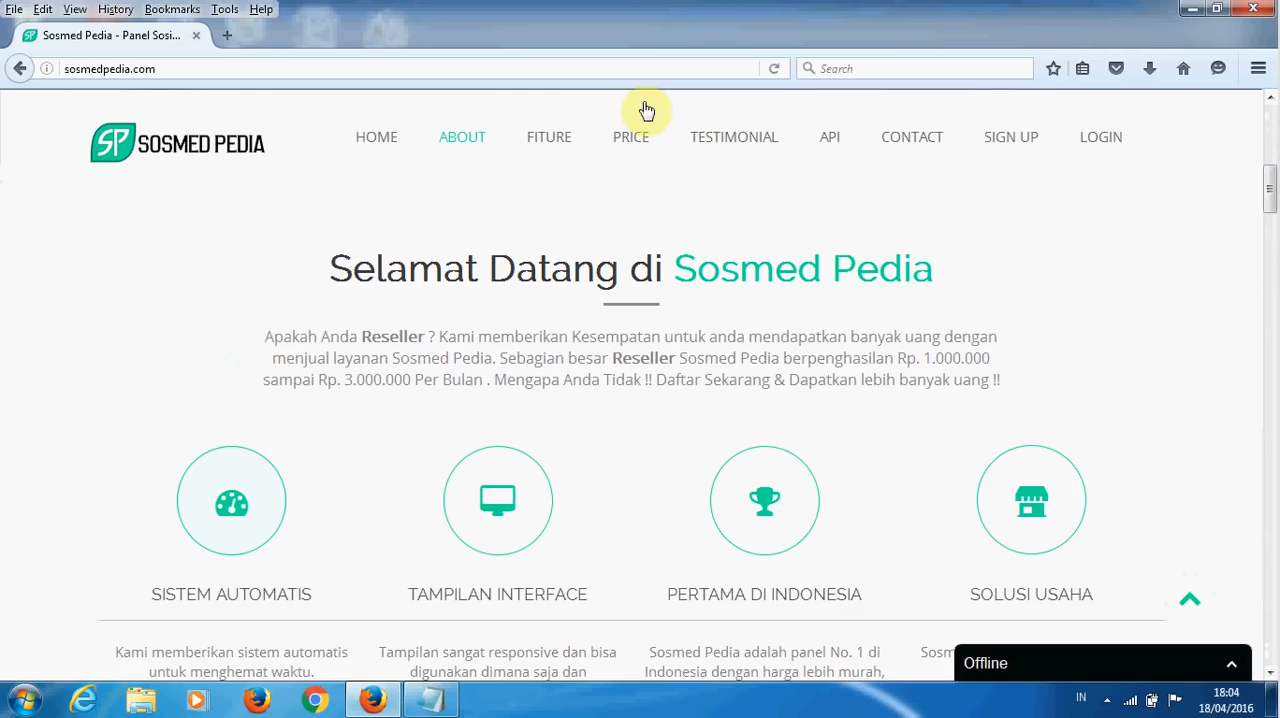 File Edit View History Bookmarks Tools Help
Sosmed Pedia - Panel Sosi...
sosmedpedia.com
Search
SP SOSMED PEDIA
HOME ABOUT FITURE PRICE TESTIMONIAL API CONTACT SIGN UP LOGIN
Selamat Datang di Sosmed Pedia
Apakah Anda Reseller ? Kami memberikan Kesempatan untuk anda mendapatkan banyak uang dengan
menjual layanan Sosmed Pedia. Sebagian besar Reseller Sosmed Pedia berpenghasilan Rp. 1.000.000
sampai Rp. 3.000.000 Per Bulan . Mengapa Anda Tidak !! Daftar Sekarang & Dapatkan lebih banyak uang !!
SISTEM AUTOMATIS TAMPILAN INTERFACE PERTAMA DI INDONESIA SOLUSI USAHA
Kami memberikan sistem automatis
untuk menghemat waktu.
Tampilan sangat responsive dan bisa
digunakan dimana saja dan
Sosmed Pedia adalah panel No. 1 di
Indonesia dengan harga lebih murah,
Offline
IN
18:04
18/04/2016